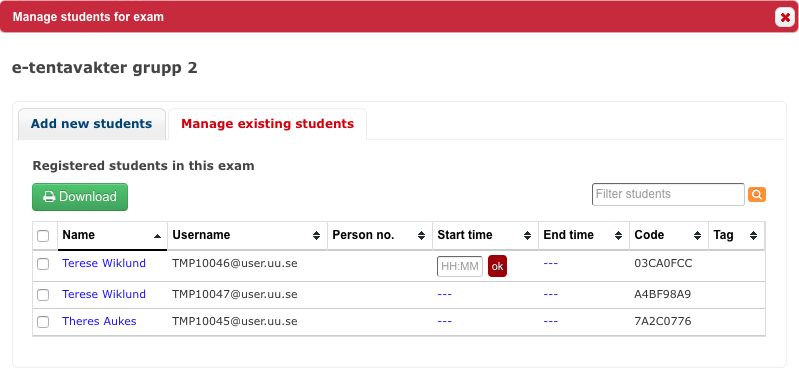 Manage students for exam
e-tentavakter grupp 2
Add new students Manage existing students
Registered students in this exam
Download Filter students
Name Username Person no. Start time End time Code Tag
Terese Wiklund TMP10046@user.uu.se HH:MM ok --- 03CA0FCC
Terese Wiklund TMP10047@user.uu.se --- --- A4BF98A9
Theres Aukes TMP10045@user.uu.se --- --- 7A2C0776